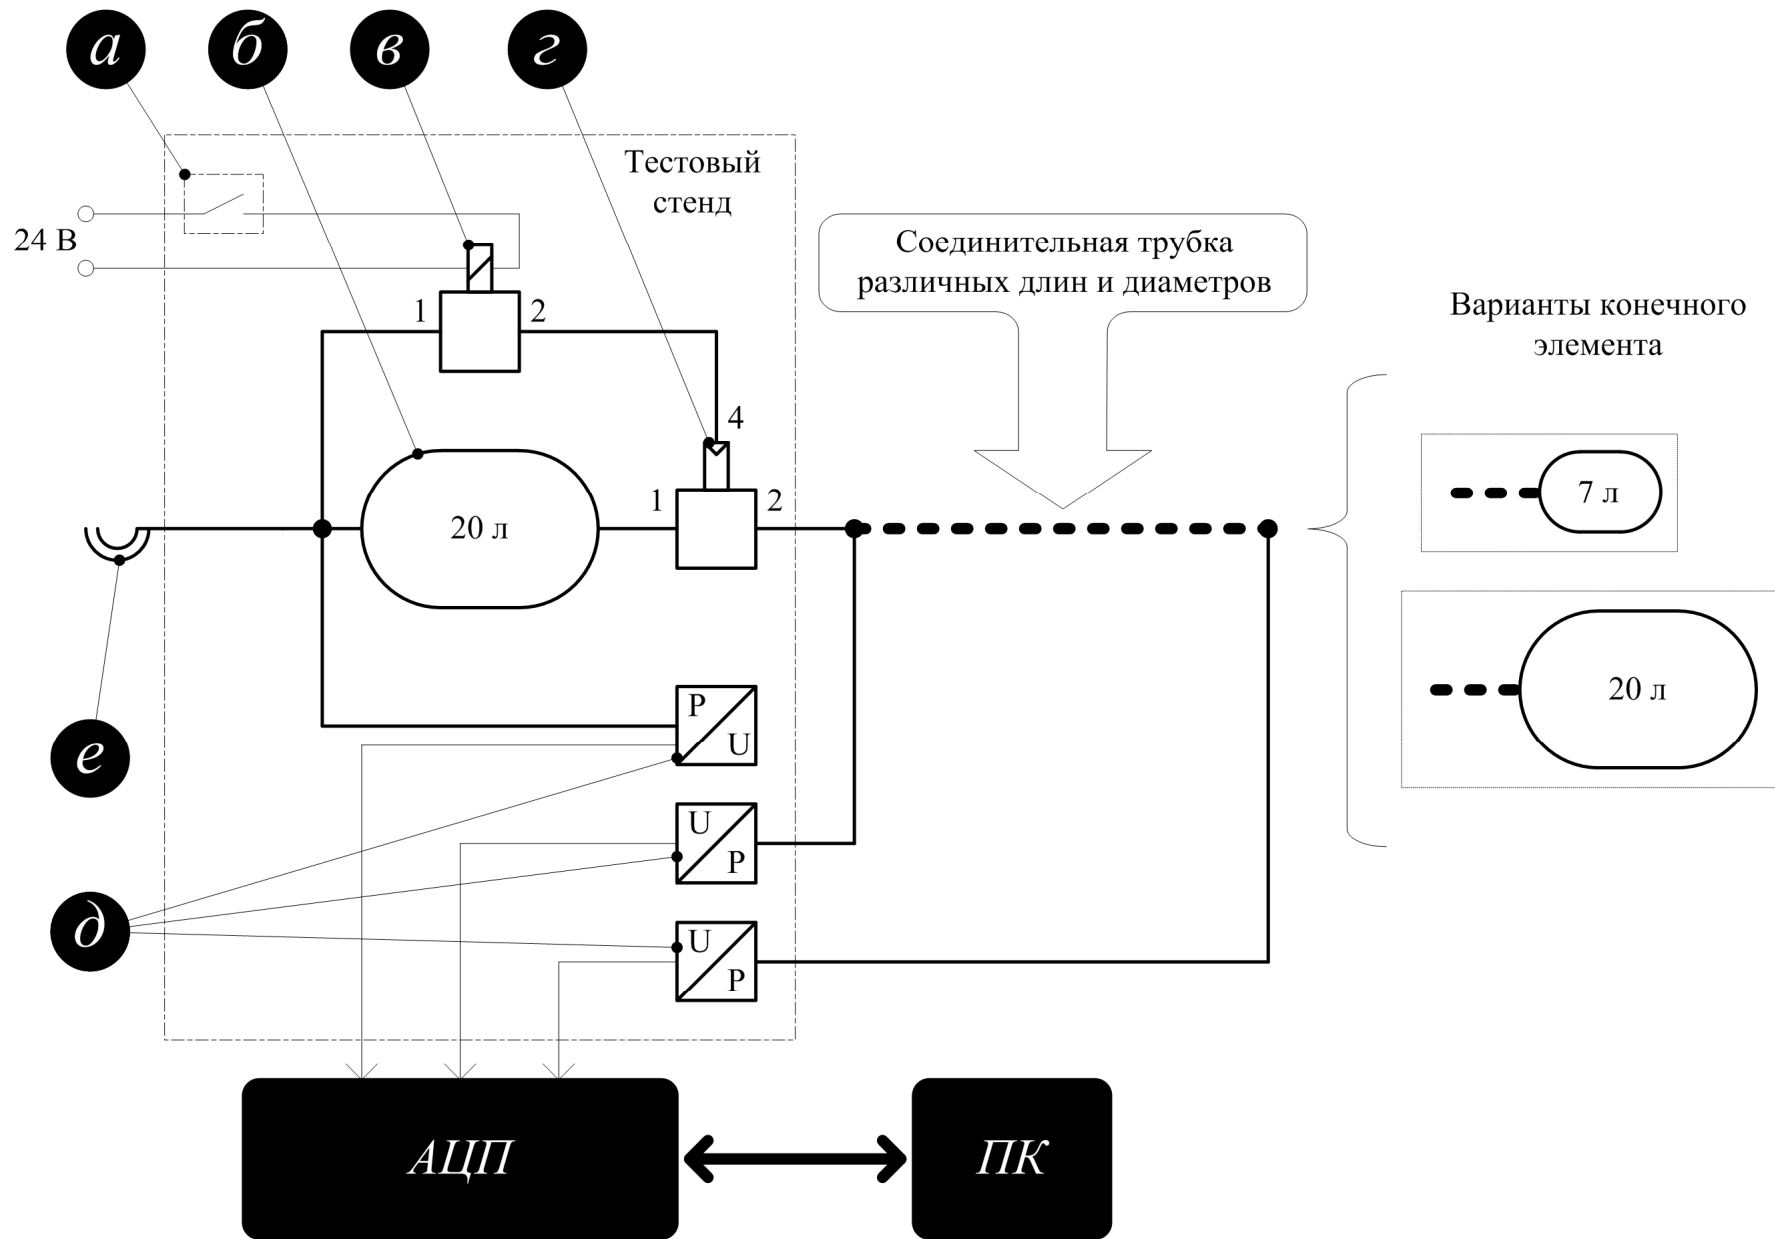 а б в г
Тестовый
стенд
24 В
1 2
Соединительная трубка
различных длин и диаметров
Варианты конечного
элемента
4
7 л
1 2
20 л
20 л
P
U
е
U
P
д
U
P
АЦП ПК